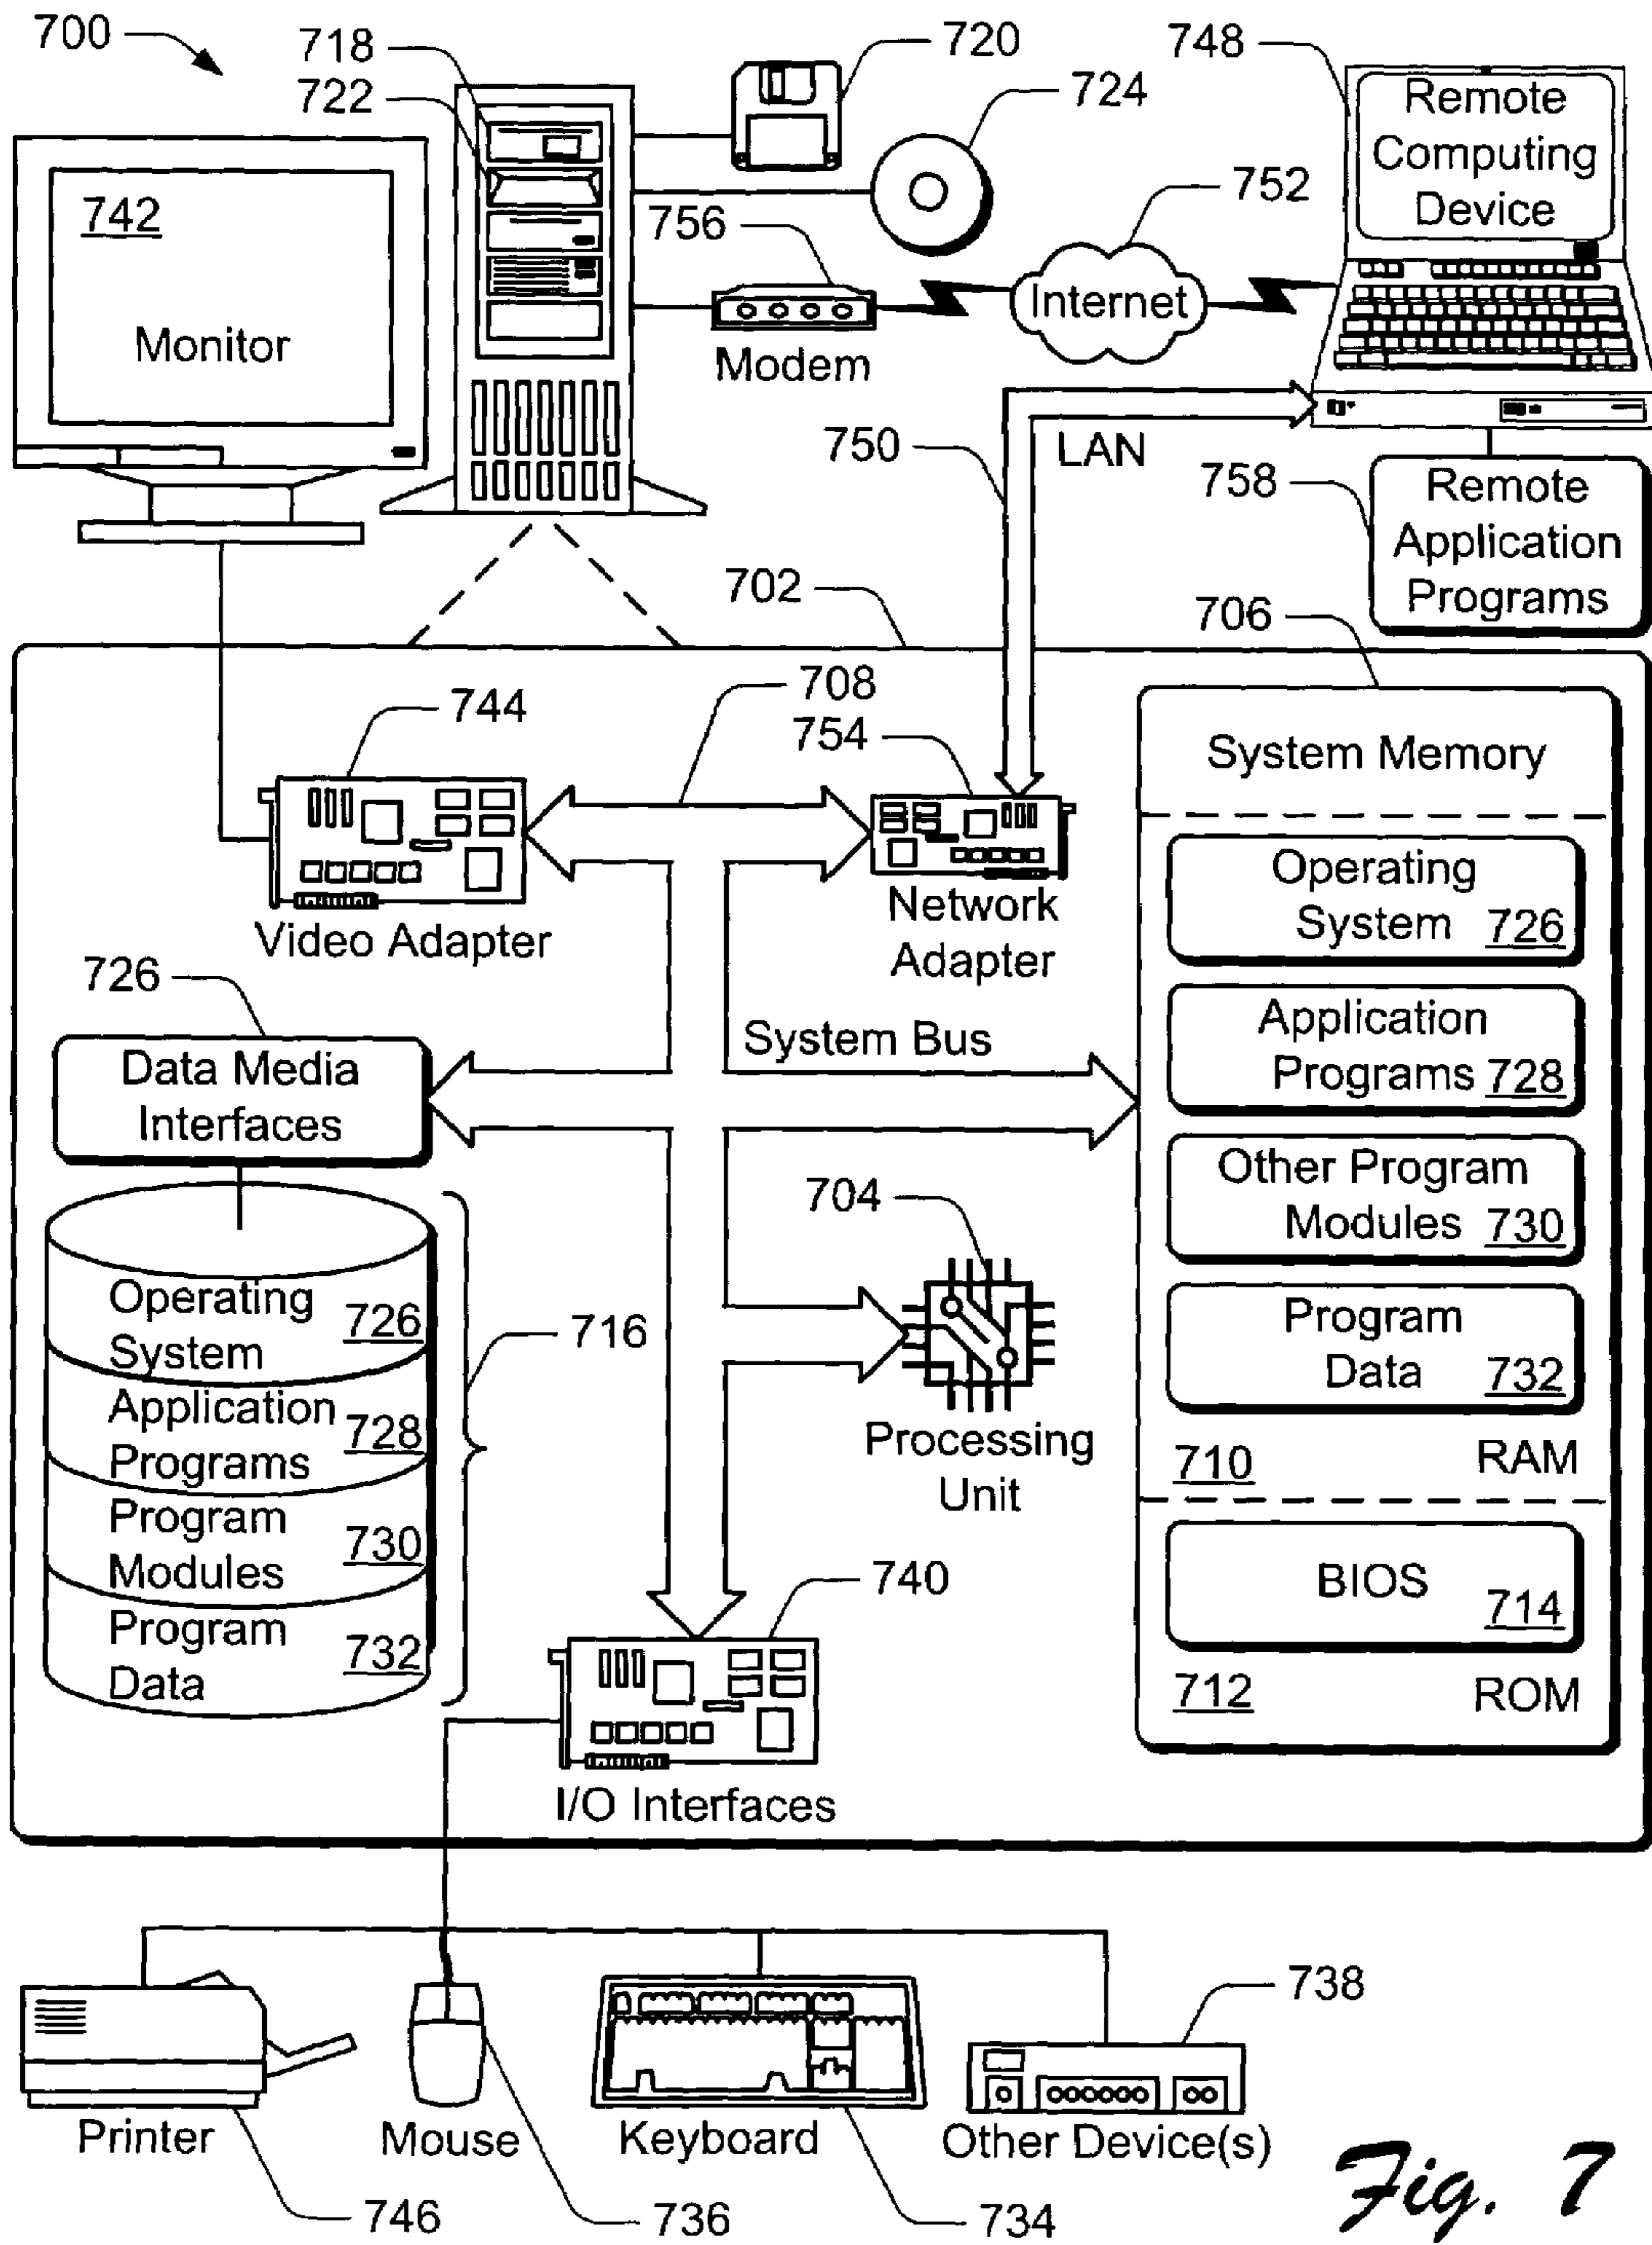 700
718
722
720
724
748
Remote
Computing
Device
742
Monitor
756
Modem
752
Internet
750
LAN
758
Remote
Application
Programs
702
706
708
744
754
Video Adapter
Network
Adapter
System Memory
Operating
System 726
Application
Programs 728
Other Program
Modules 730
Program
Data 732
710 RAM
BIOS 714
712 ROM
726
Data Media
Interfaces
System Bus
704
Processing
Unit
Operating
System 726
Application
Programs 728
Program
Modules 730
Program
Data 732
716
740
I/O Interfaces
738
Printer
Mouse
Keyboard
Other Device(s)
746
736
734
Fig. 7